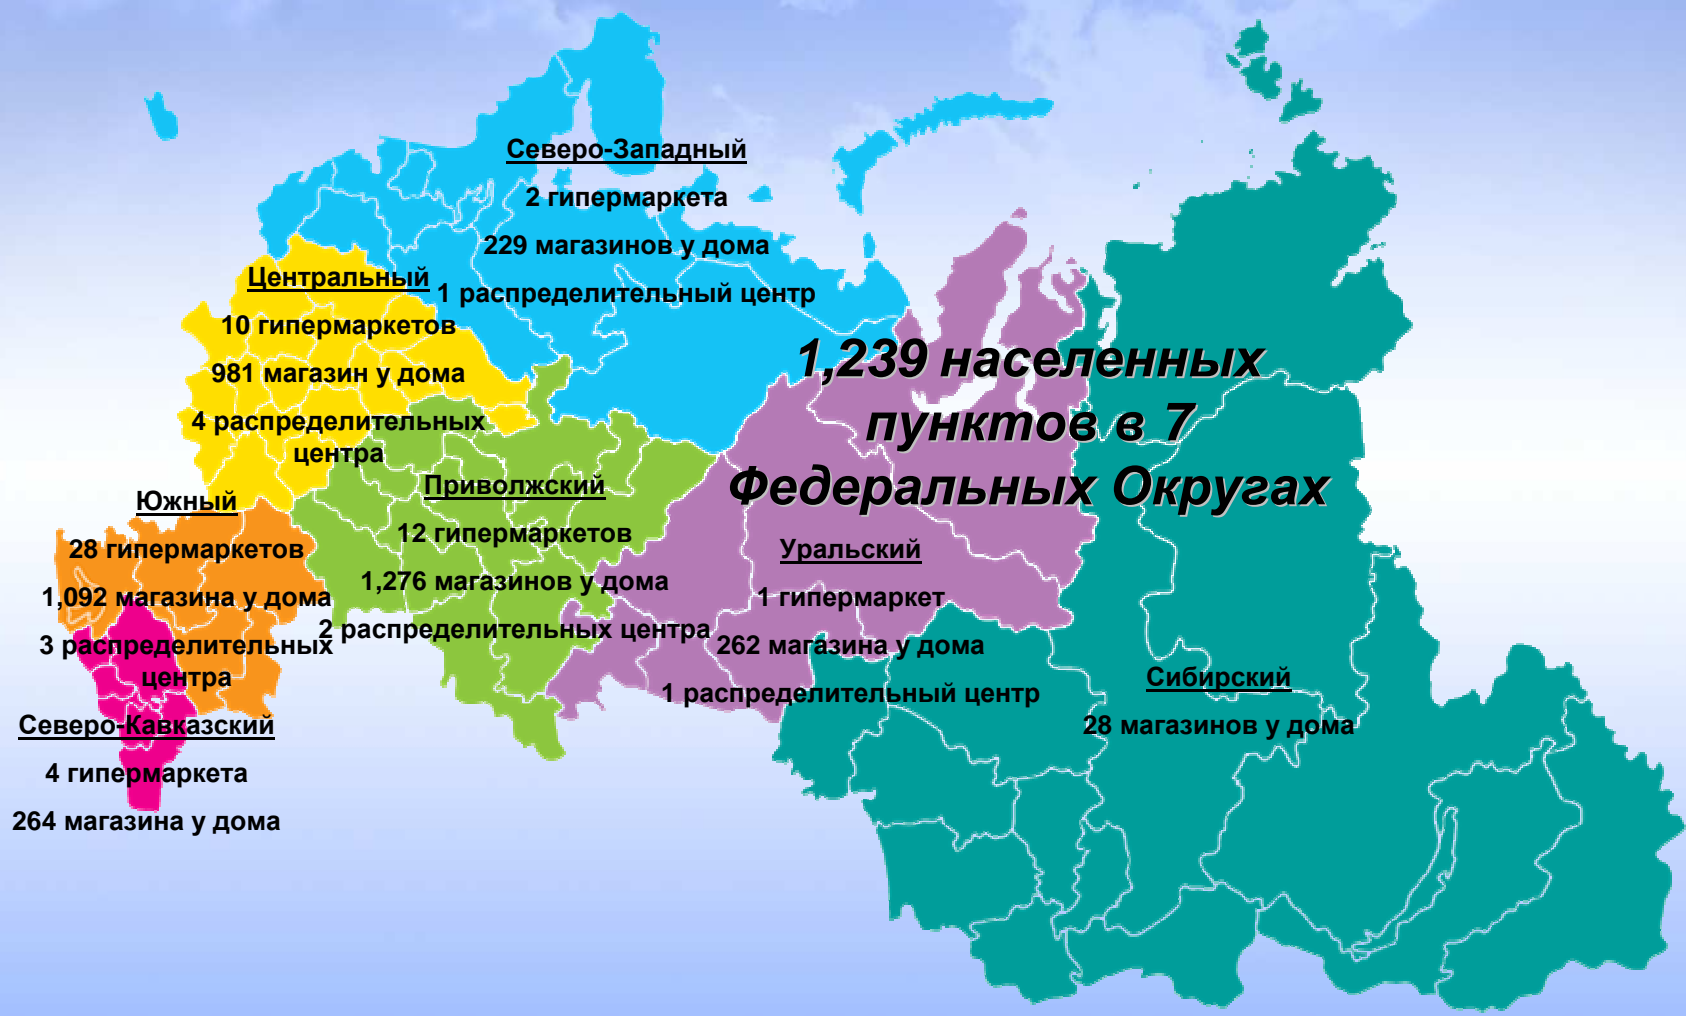 Северо-Западный
2 гипермаркета
229 магазинов у дома
1 распределительный центр
Центральный
10 гипермаркетов
981 магазин у дома
4 распределительных
центра
1,239 населенных
пунктов в 7
Федеральных Округах
Приволжский
12 гипермаркетов
1,276 магазинов у дома
2 распределительных центра
Южный
28 гипермаркетов
1,092 магазина у дома
3 распределительных
центра
Уральский
1 гипермаркет
262 магазина у дома
1 распределительный центр
Сибирский
28 магазинов у дома
Северо-Кавказский
4 гипермаркета
264 магазина у дома